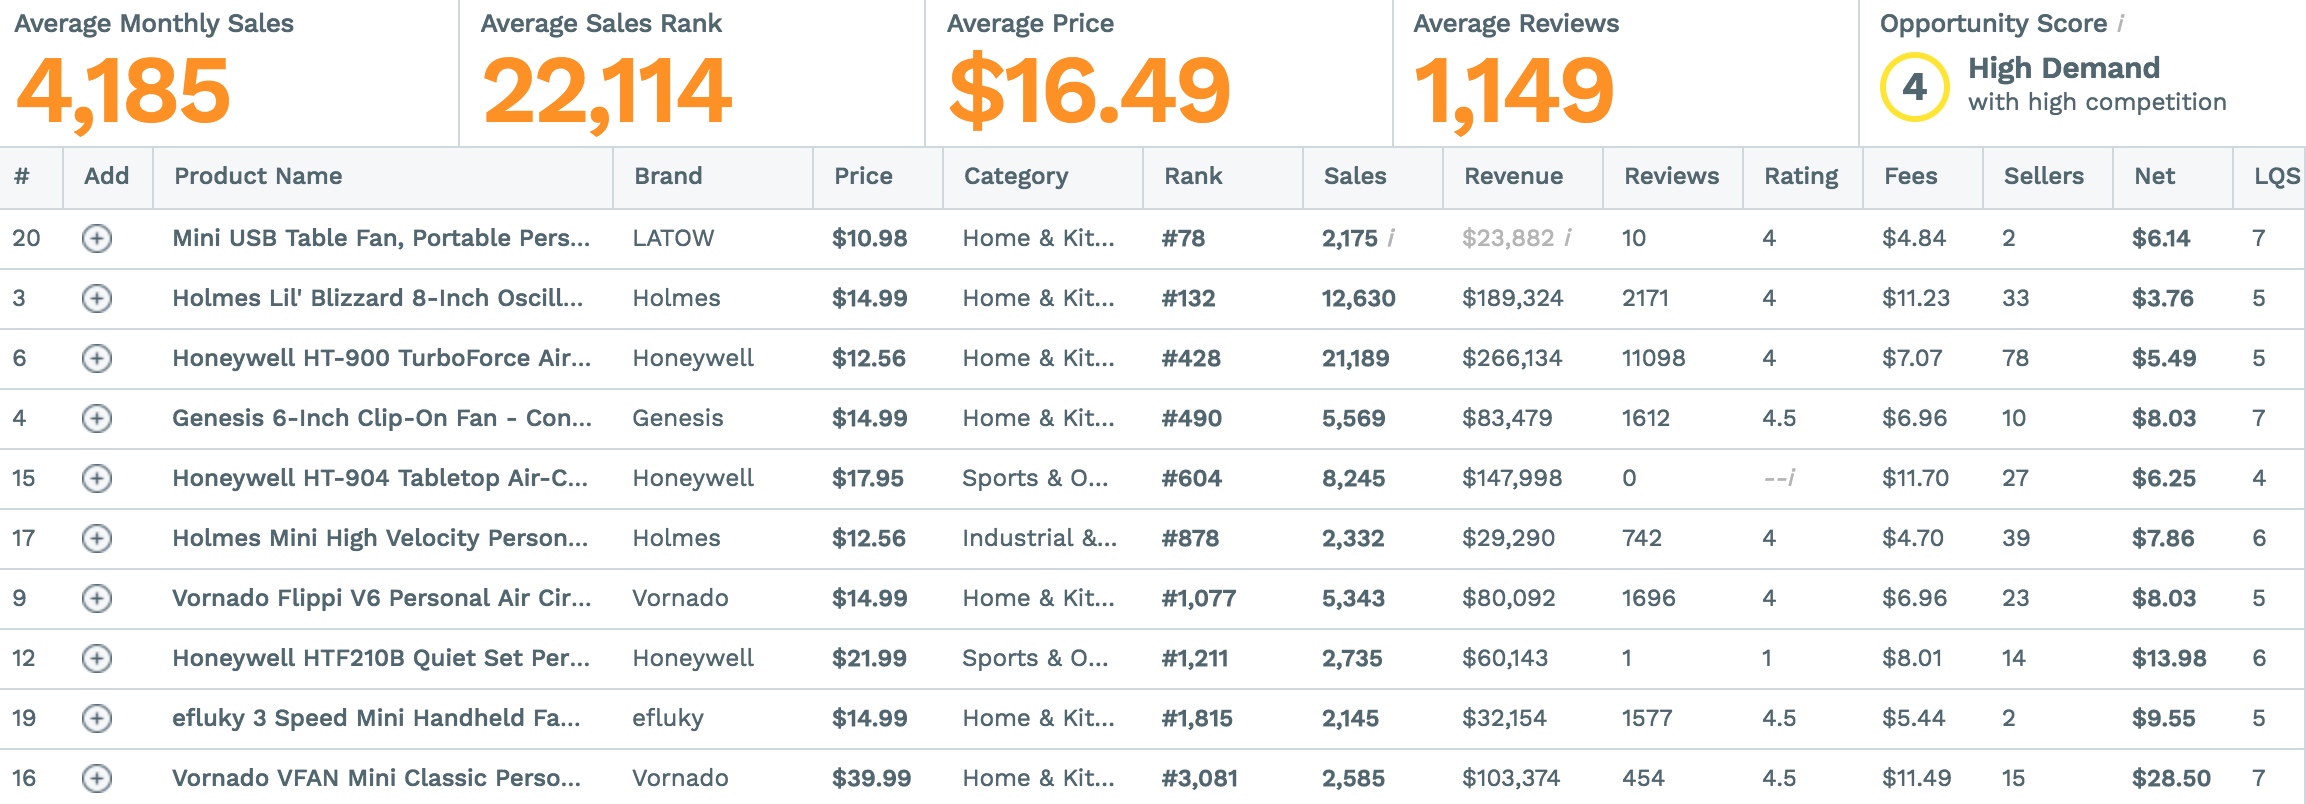 Average Monthly Sales Average Sales Rank Average Price Average Reviews Opportunity Score i
4,185 22,114 $16.49 1,149 4 High Demand
with high competition
# Add Product Name Brand Price Category Rank Sales Revenue Reviews Rating Fees Sellers Net LQS
20 Mini USB Table Fan, Portable Pers... LATOW $10.98 Home & Kit... #78 2,175 i $23,882 i 10 4 $4.84 2 $6.14 7
3 Holmes Lil' Blizzard 8-Inch Oscill... Holmes $14.99 Home & Kit... #132 12,630 $189,324 2171 4 $11.23 33 $3.76 5
6 Honeywell HT-900 TurboForce Air... Honeywell $12.56 Home & Kit... #428 21,189 $266,134 11098 4 $7.07 78 $5.49 5
4 Genesis 6-Inch Clip-On Fan - Con... Genesis $14.99 Home & Kit... #490 5,569 $83,479 1612 4.5 $6.96 10 $8.03 7
15 Honeywell HT-904 Tabletop Air-C... Honeywell $17.95 Sports & O... #604 8,245 $147,998 0 --i $11.70 27 $6.25 4
17 Holmes Mini High Velocity Person... Holmes $12.56 Industrial &... #878 2,332 $29,290 742 4 $4.70 39 $7.86 6
9 Vornado Flippi V6 Personal Air Cir... Vornado $14.99 Home & Kit... #1,077 5,343 $80,092 1696 4 $6.96 23 $8.03 5
12 Honeywell HTF210B Quiet Set Per... Honeywell $21.99 Sports & O... #1,211 2,735 $60,143 1 1 $8.01 14 $13.98 6
19 efluky 3 Speed Mini Handheld Fa... efluky $14.99 Home & Kit... #1,815 2,145 $32,154 1577 4.5 $5.44 2 $9.55 5
16 Vornado VFAN Mini Classic Perso... Vornado $39.99 Home & Kit... #3,081 2,585 $103,374 454 4.5 $11.49 15 $28.50 7